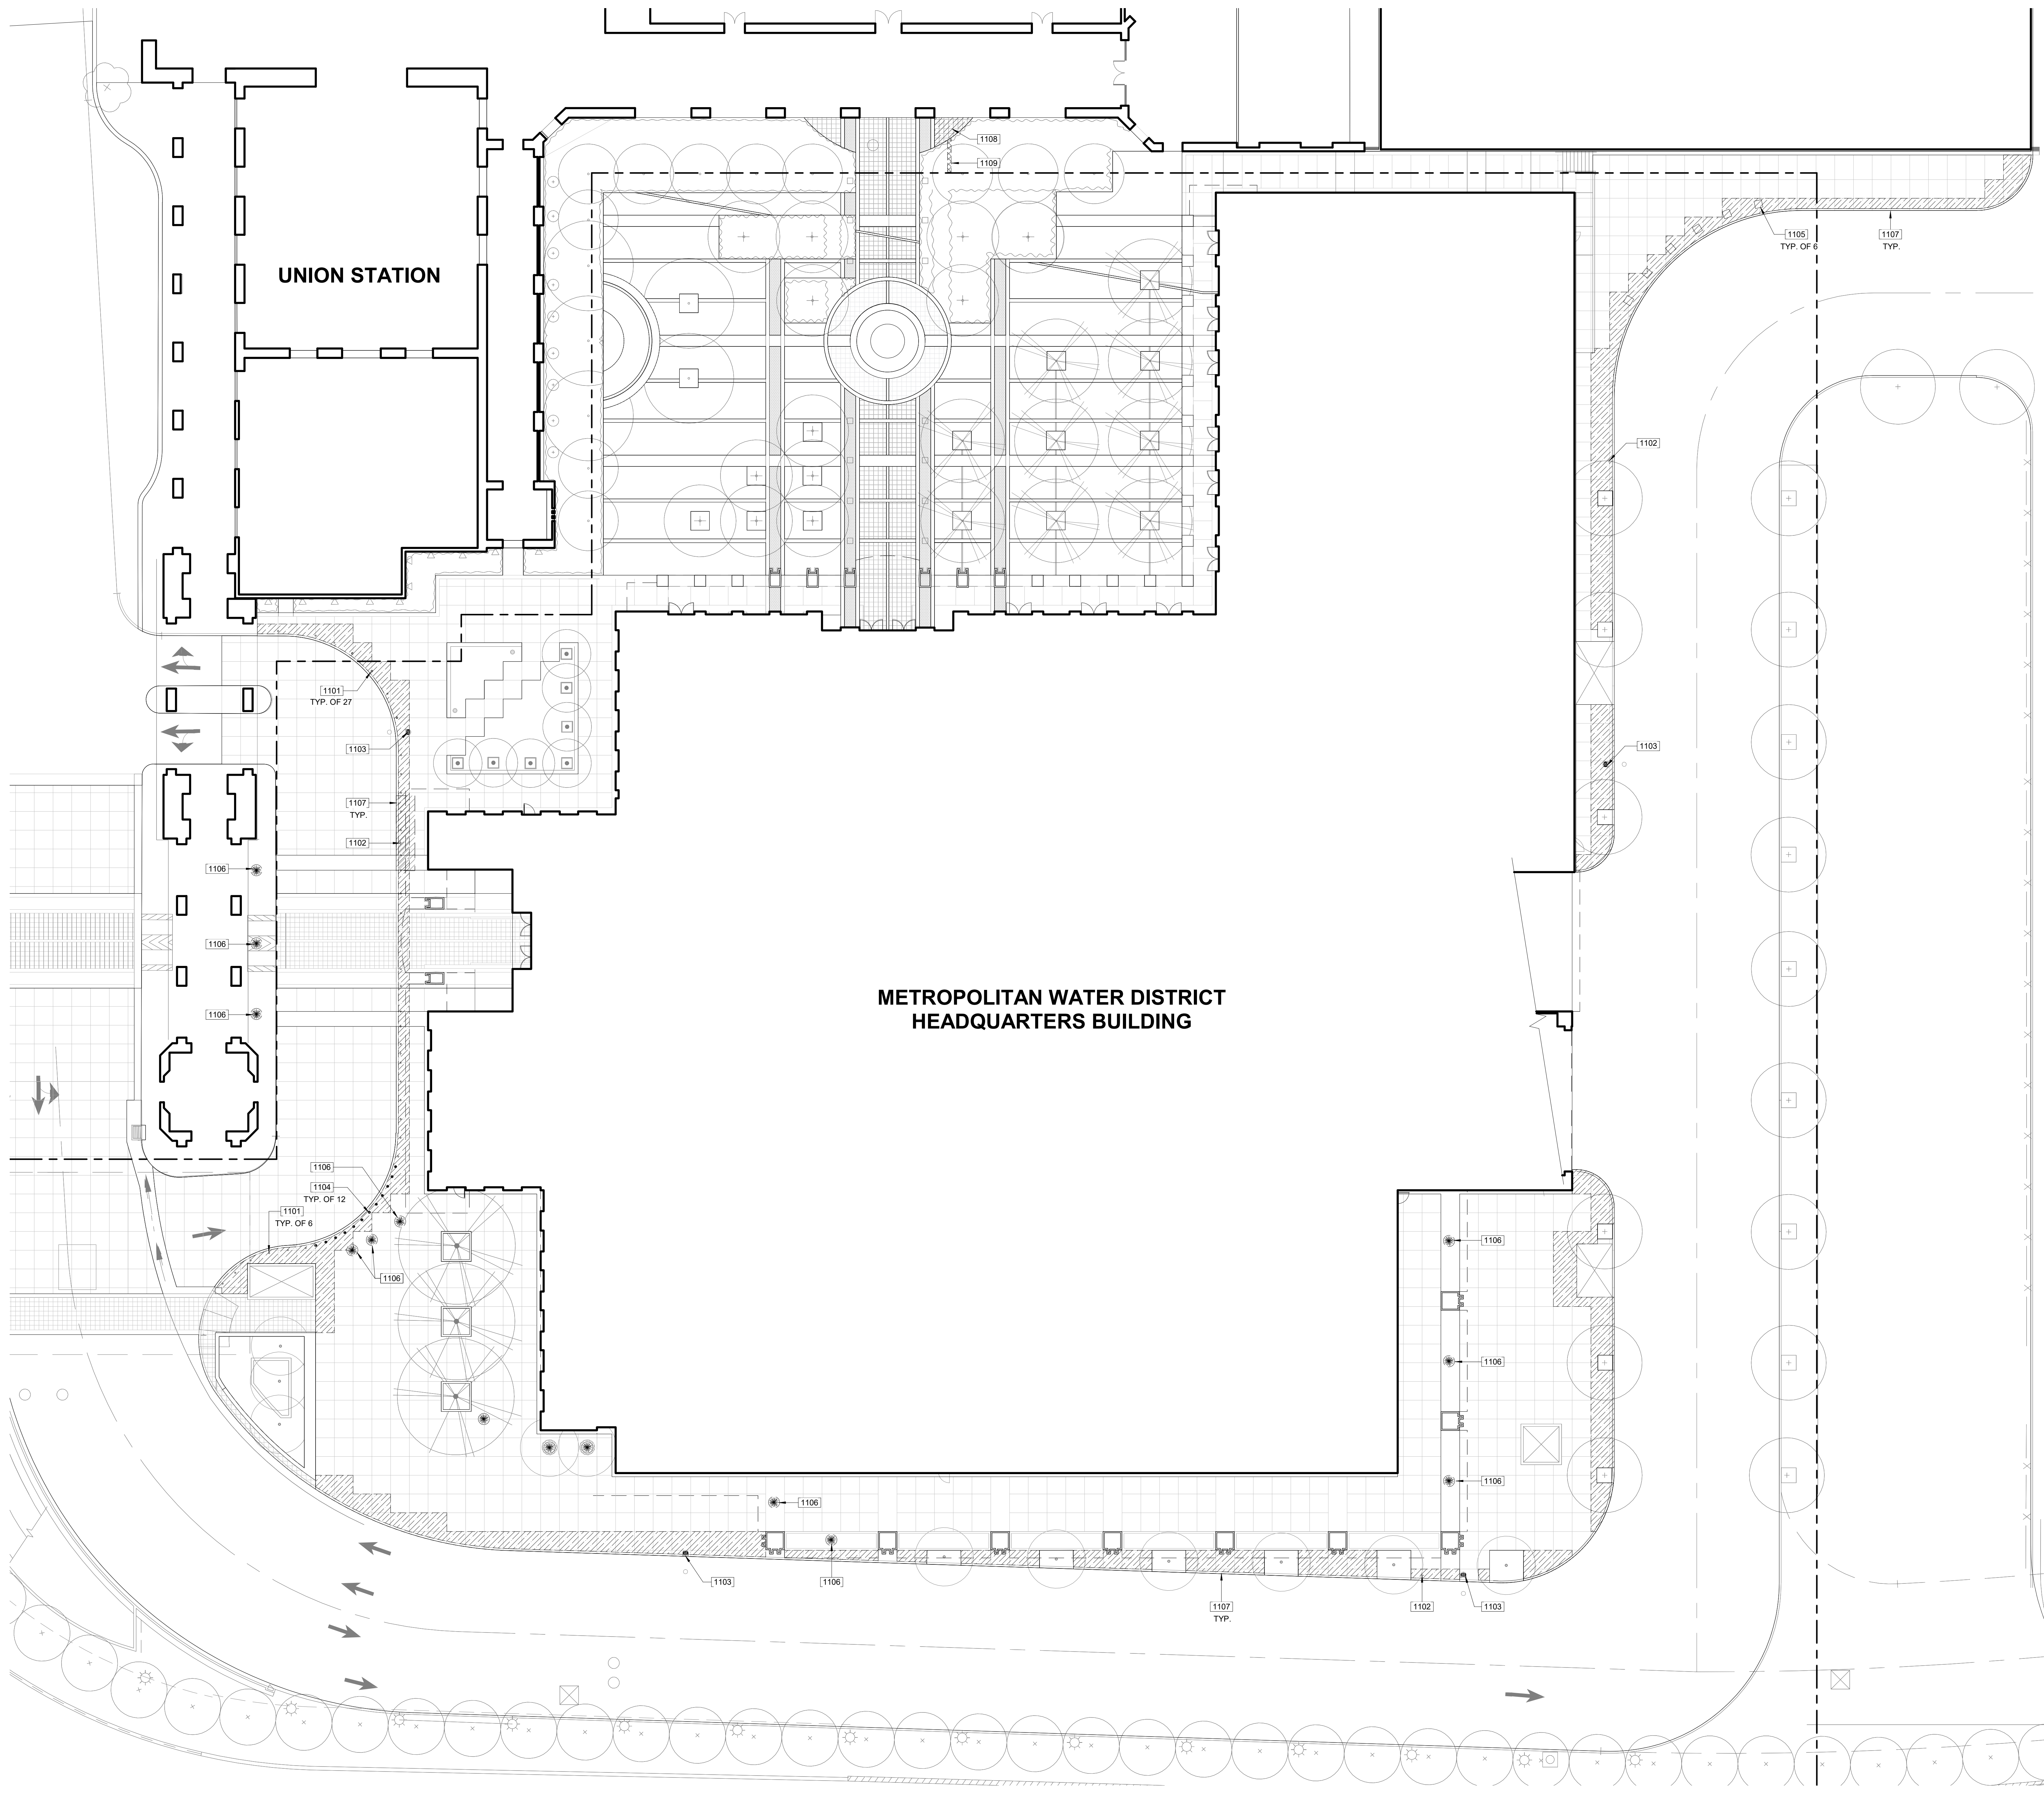 1108
1109
1105
TYP. OF 6
1107
TYP.
UNION STATION
1102
1101
TYP. OF 27
1103
1103
1107
TYP.
1102
1106
1106
METROPOLITAN WATER DISTRICT
HEADQUARTERS BUILDING
1106
1106
1104
TYP. OF 12
1101
TYP. OF 6
1106
1106
1106
1106
1106
1103
1106
1107
TYP.
1102
1103